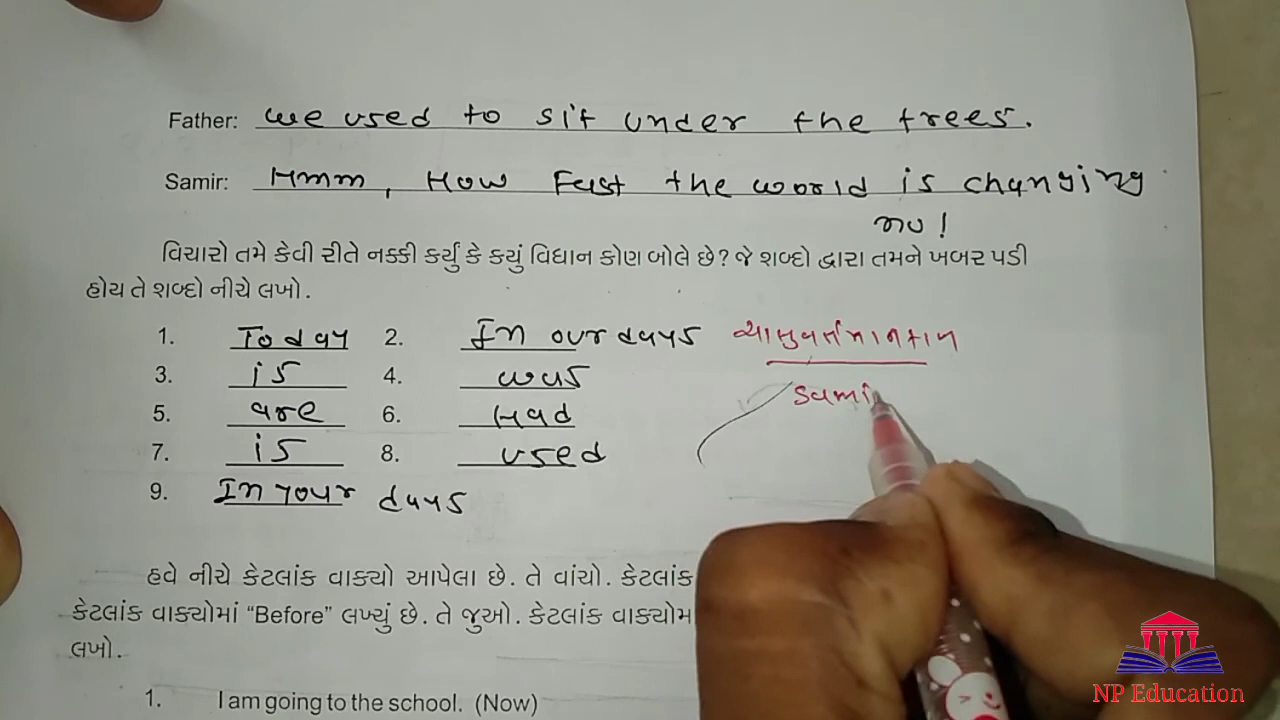 Father: we used to sit under the trees.
Samir: Hmm, How Fast the world is changing
now!
વિચારો તમે કેવી રીતે નક્કી કર્યું કે કયું વિધાન કોણ બોલે છે? જે શબ્દો દ્વારા તમને ખબર પડી
હોય તે શબ્દો નીચે લખો.
1. Today 2. In our days ચાલુવર્તમાનકાળ
3. is 4. was
Sami
5. are 6. Had
7. is 8. used
9. In your days
હવે નીચે કેટલાંક વાક્યો આપેલા છે. તે વાંચો. કેટલાંક
કેટલાંક વાક્યોમાં “Before” લખ્યું છે. તે જુઓ. કેટલાંક વાક્યોમ
લખો.
1. I am going to the school. (Now)
NP Education